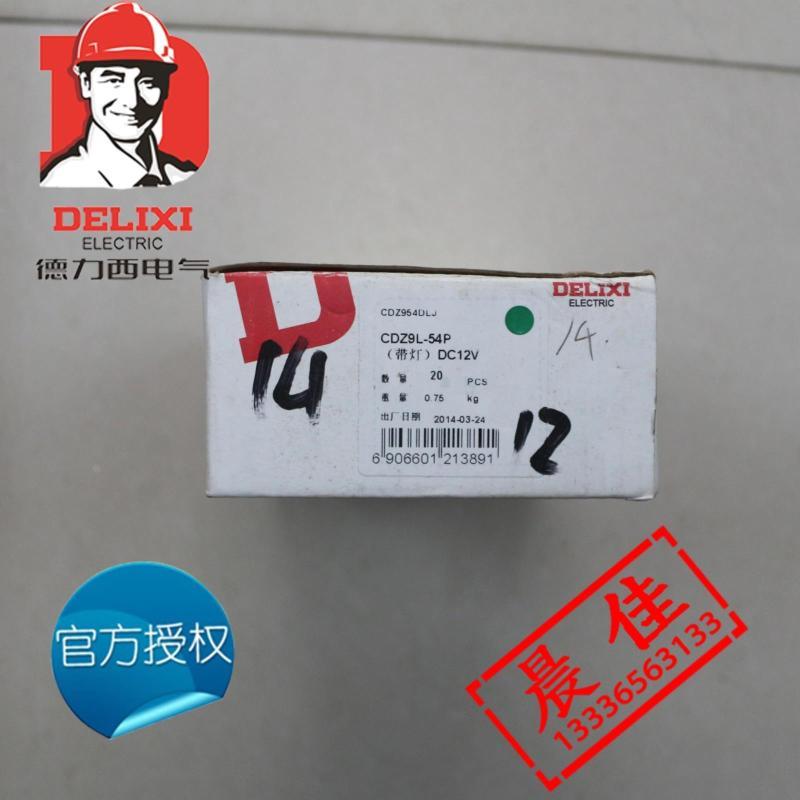 DELIXI
ELECTRIC
德力西电气
DELIXI
ELECTRIC
CDZ954DLJ
14.
CDZ9L-54P
（带灯）DC12V
14
数量 20 PCS
重量 0.75 kg
出厂日期 2014-03-24
12
6 906601 213891
官方授权
晨佳
13336563133